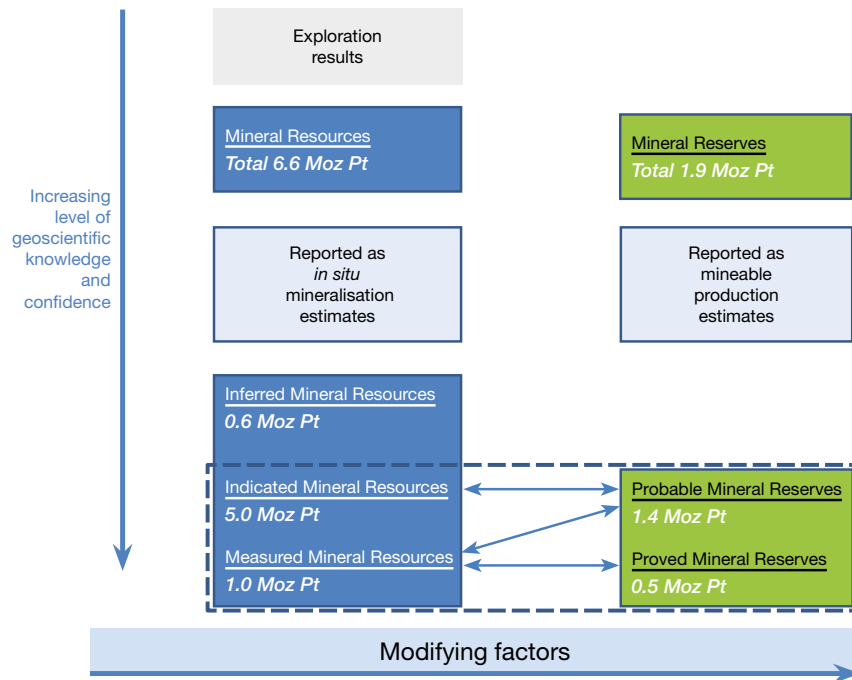 Exploration
results
Mineral Resources
Total 6.6 Moz Pt
Mineral Reserves
Total 1.9 Moz Pt
Increasing
level of
geoscientific
knowledge
and
confidence
Reported as
in situ
mineralisation
estimates
Reported as
mineable
production
estimates
Inferred Mineral Resources
0.6 Moz Pt
Indicated Mineral Resources
5.0 Moz Pt
Probable Mineral Reserves
1.4 Moz Pt
Measured Mineral Resources
1.0 Moz Pt
Proved Mineral Reserves
0.5 Moz Pt
Modifying factors